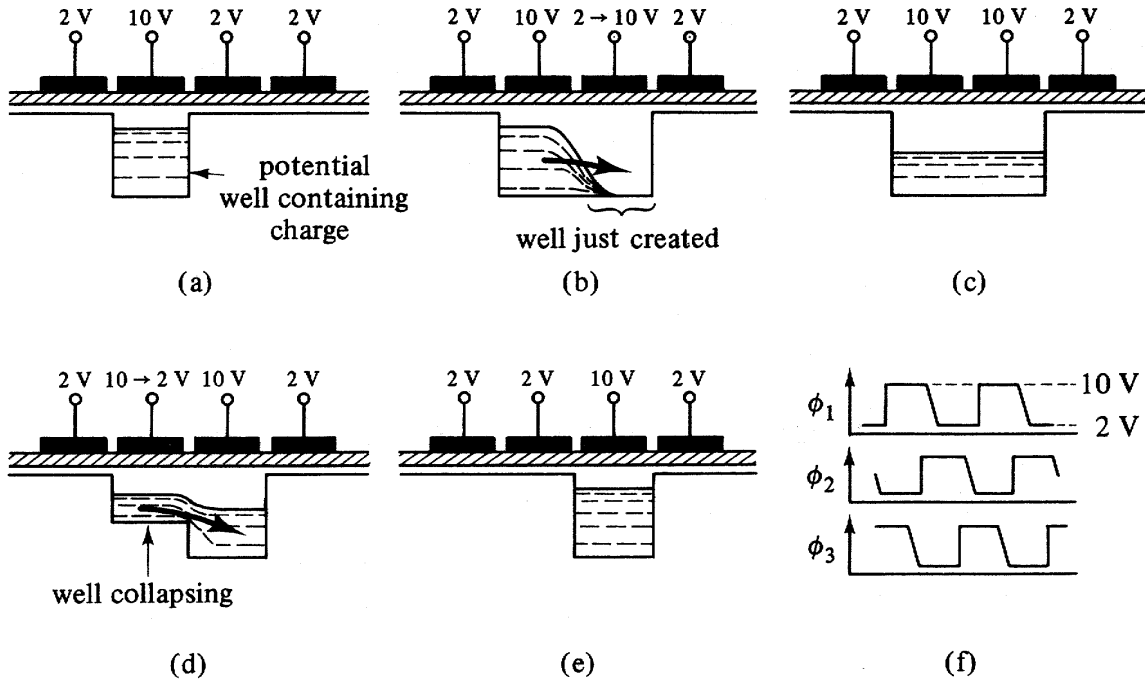 2 V 10 V 2 V 2 V
potential
well containing
charge
(a)
2 V 10 V 2 → 10 V 2 V
well just created
(b)
2 V 10 V 10 V 2 V
(c)
2 V 10 → 2 V 10 V 2 V
well collapsing
(d)
2 V 2 V 10 V 2 V
(e)
ϕ1
10 V
2 V
ϕ2
ϕ3
(f)